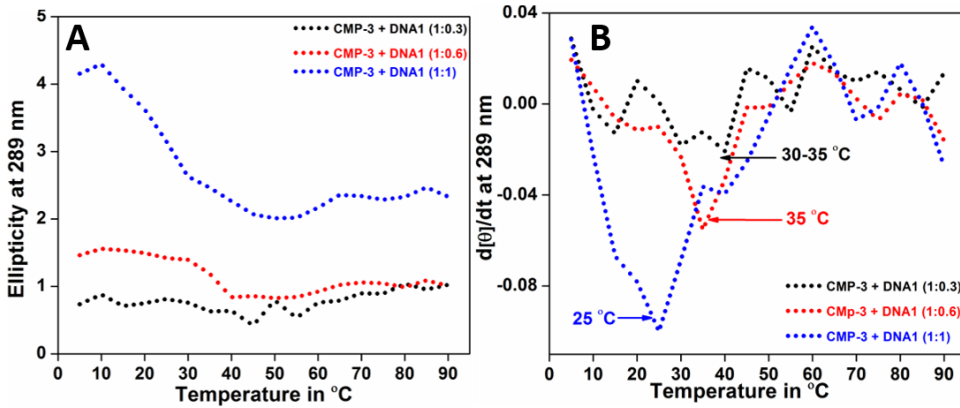 A
CMP-3 + DNA1 (1:0.3)
CMP-3 + DNA1 (1:0.6)
CMP-3 + DNA1 (1:1)
5
4
3
2
1
0
Ellipticity at 289 nm
0 10 20 30 40 50 60 70 80 90
Temperature in °C
B
0.04
0.00
-0.04
-0.08
d[θ]/dt at 289 nm
30-35 °C
35 °C
25 °C
CMP-3 + DNA1 (1:0.3)
CMp-3 + DNA1 (1:0.6)
CMP-3 + DNA1 (1:1)
0 10 20 30 40 50 60 70 80 90
Temperature in °C